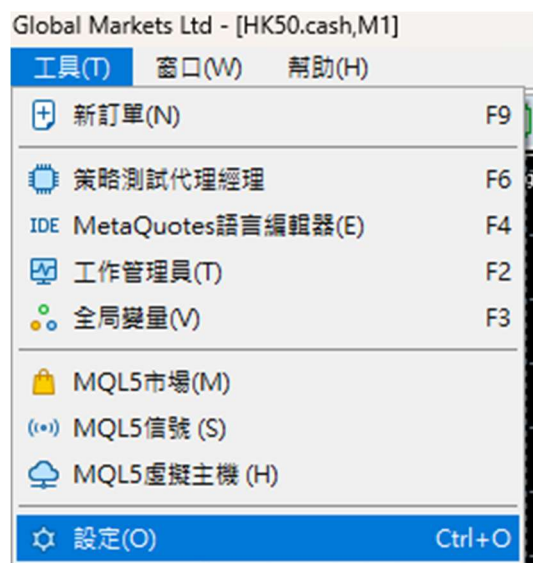 Global Markets Ltd - [HK50.cash,M1]
工具(T) 窗口(W) 幫助(H)
新訂單(N) F9
策略測試代理經理 F6
IDE MetaQuotes語言編輯器(E) F4
工作管理員(T) F2
全局變量(V) F3
MQL5市場(M)
MQL5信號 (S)
MQL5虛擬主機 (H)
設定(O) Ctrl+O